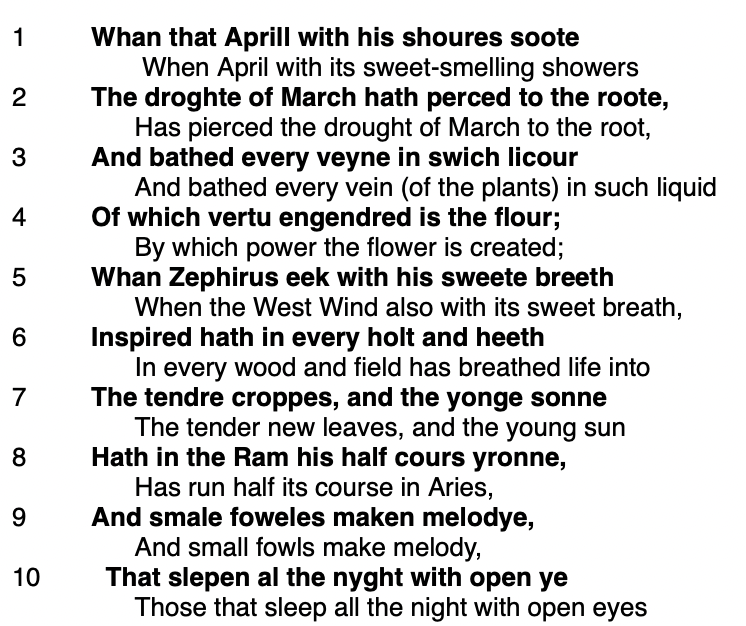 1 Whan that Aprill with his shoures soote
When April with its sweet-smelling showers
2 The droghte of March hath perced to the roote,
Has pierced the drought of March to the root,
3 And bathed every veyne in swich licour
And bathed every vein (of the plants) in such liquid
4 Of which vertu engendred is the flour;
By which power the flower is created;
5 Whan Zephirus eek with his sweete breeth
When the West Wind also with its sweet breath,
6 Inspired hath in every holt and heeth
In every wood and field has breathed life into
7 The tendre croppes, and the yonge sonne
The tender new leaves, and the young sun
8 Hath in the Ram his half cours yronne,
Has run half its course in Aries,
9 And smale foweles maken melodye,
And small fowls make melody,
10 That slepen al the nyght with open ye
Those that sleep all the night with open eyes